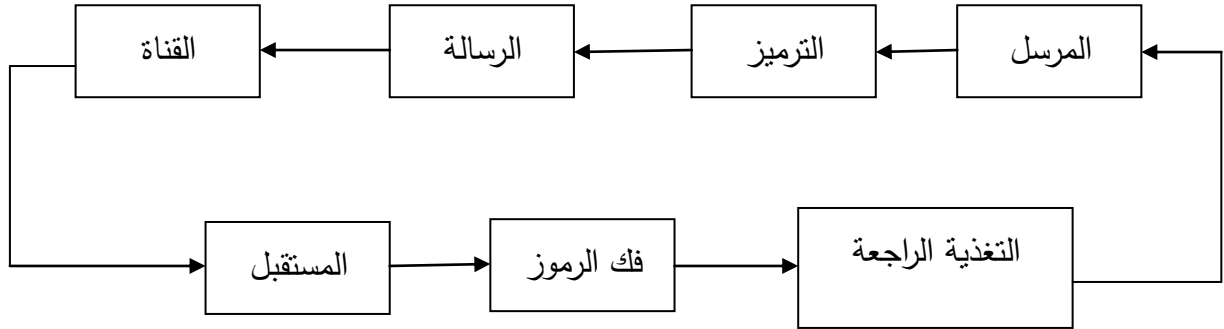 المرسل
الترميز
الرسالة
القناة
المستقبل
فك الرموز
التغذية الراجعة